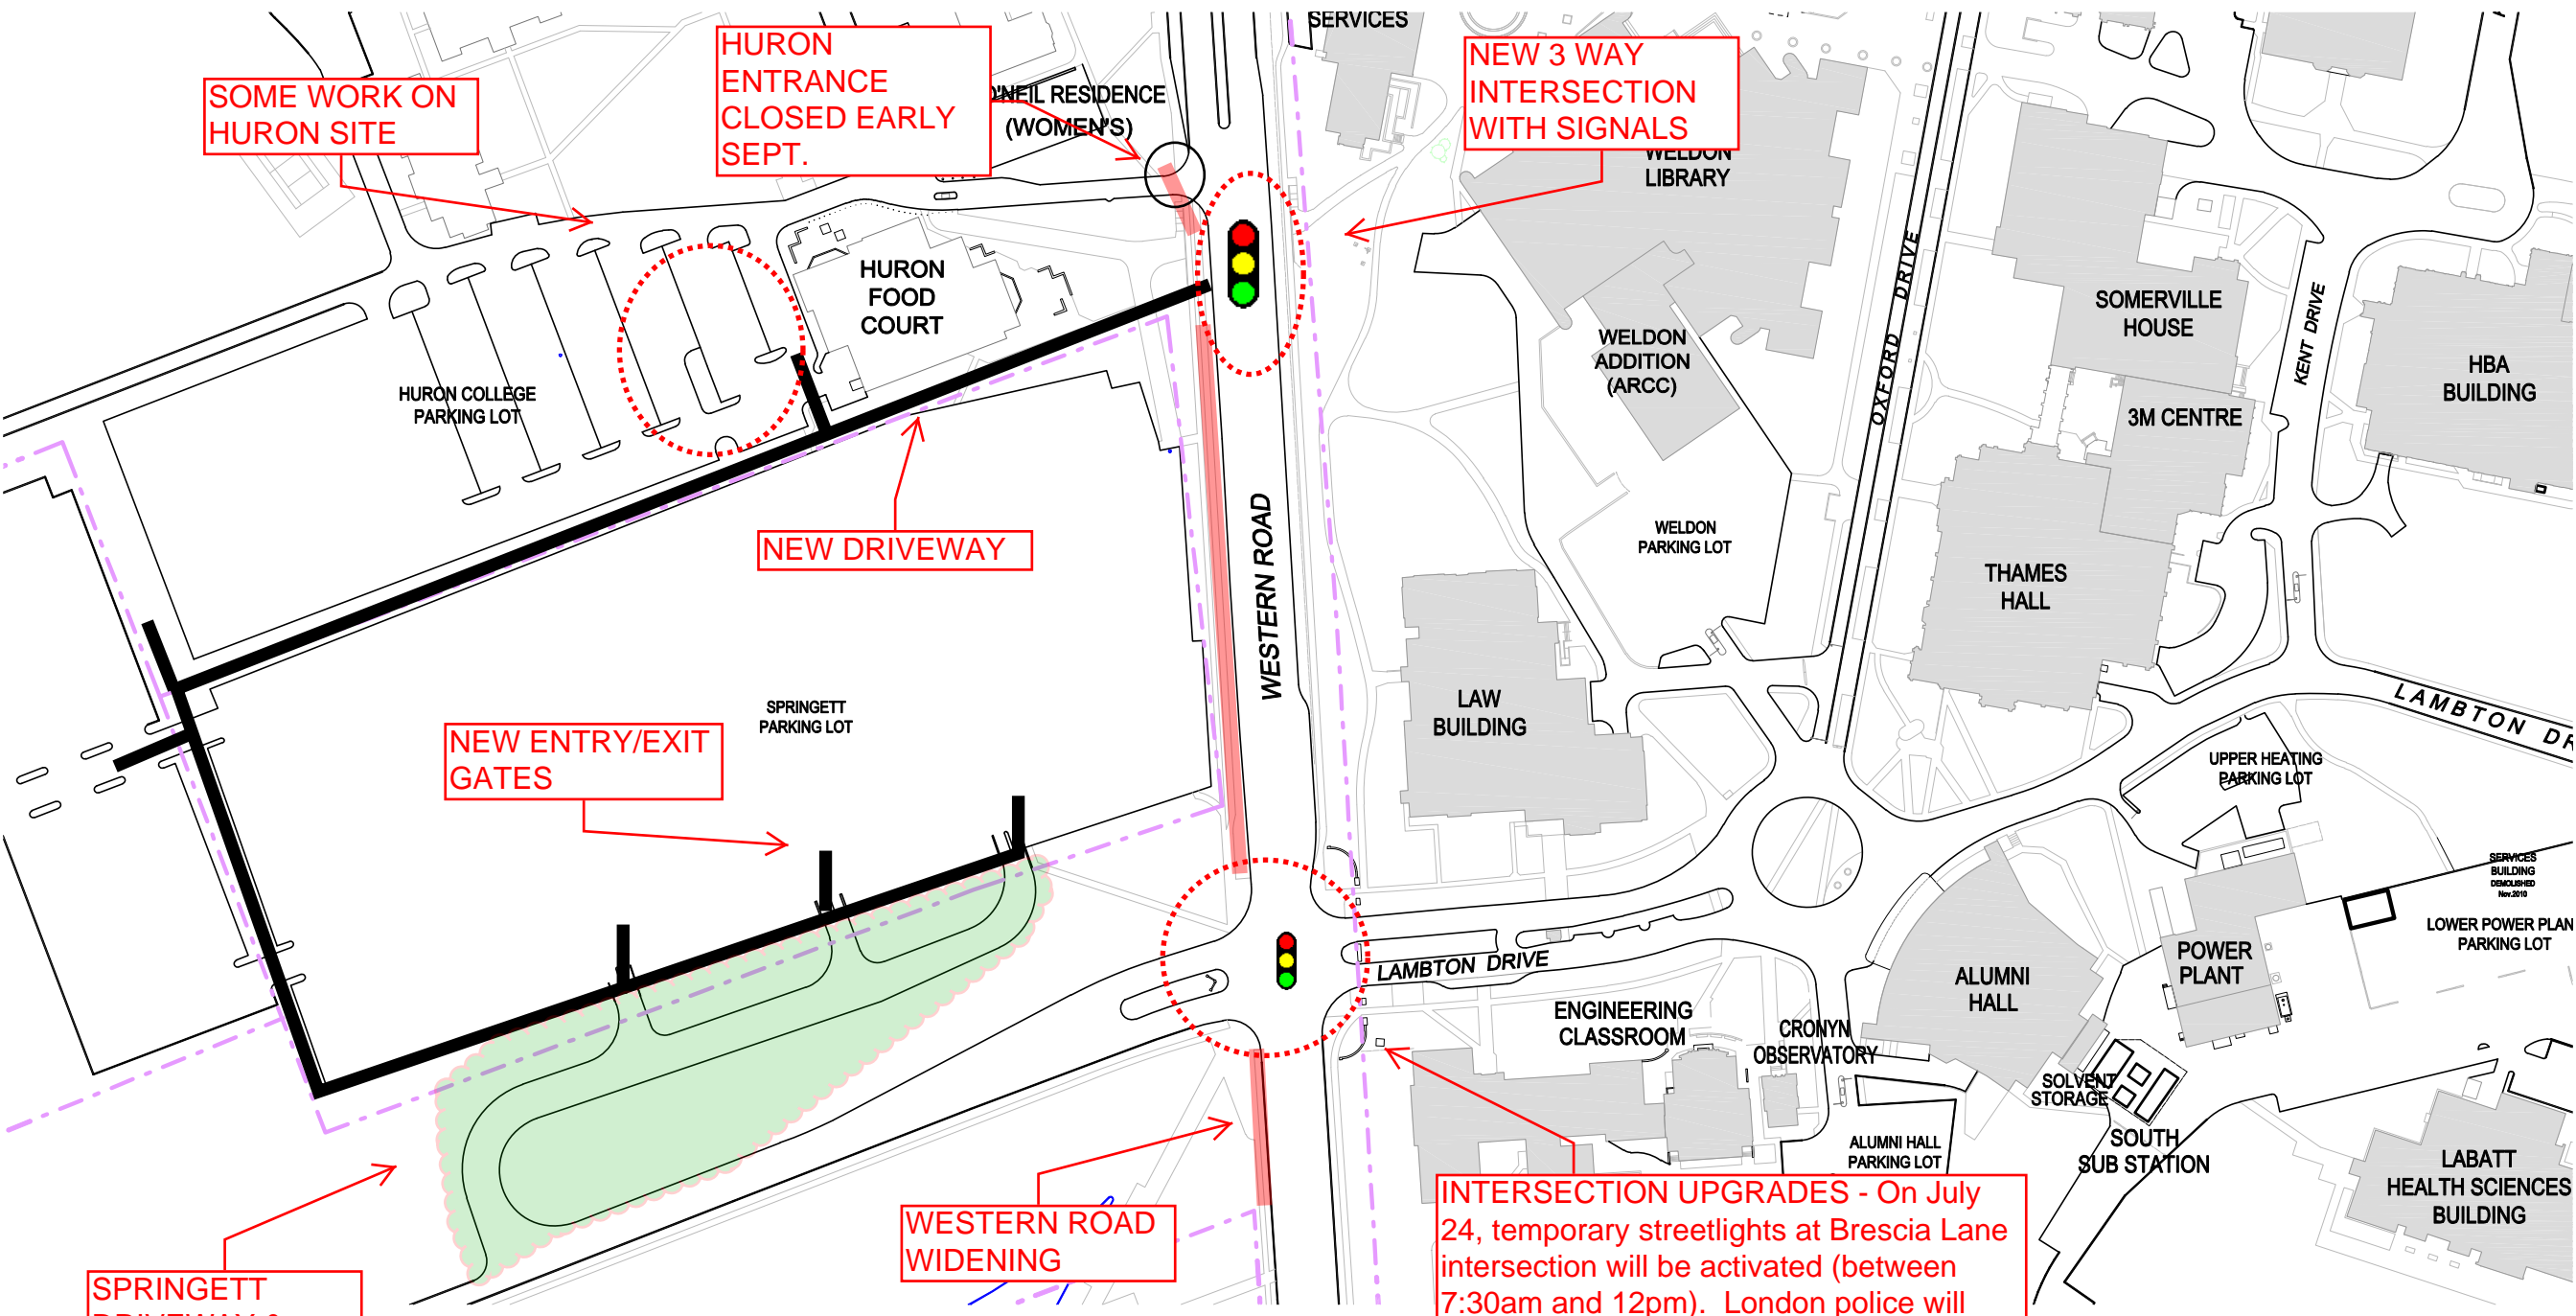 SERVICES
HURON
ENTRANCE
CLOSED EARLY
SEPT.
NEW 3 WAY
INTERSECTION
WITH SIGNALS
SOME WORK ON
HURON SITE
O'NEIL RESIDENCE
(WOMEN'S)
WELDON
LIBRARY
HURON
FOOD
COURT
OXFORD DRIVE
SOMERVILLE
HOUSE
KENT DRIVE
WELDON
ADDITION
(ARCC)
HBA
BUILDING
HURON COLLEGE
PARKING LOT
3M CENTRE
NEW DRIVEWAY
WESTERN ROAD
WELDON
PARKING LOT
THAMES
HALL
SPRINGETT
PARKING LOT
LAW
BUILDING
LAMBTON DR
NEW ENTRY/EXIT
GATES
UPPER HEATING
PARKING LOT
SERVICES
BUILDING
DEMOLISHED
Nov.2010
LOWER POWER PLAN
PARKING LOT
POWER
PLANT
LAMBTON DRIVE
ALUMNI
HALL
ENGINEERING
CLASSROOM
CRONYN
OBSERVATORY
SOLVENT
STORAGE
SOUTH
SUB STATION
ALUMNI HALL
PARKING LOT
LABATT
HEALTH SCIENCES
BUILDING
WESTERN ROAD
WIDENING
INTERSECTION UPGRADES - On July
24, temporary streetlights at Brescia Lane
intersection will be activated (between
7:30am and 12pm). London police will
SPRINGETT
DRIVEWAY &